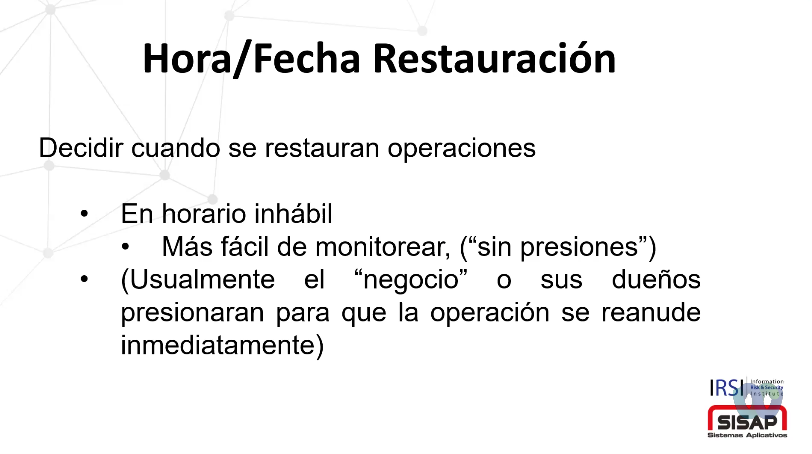 Hora/Fecha Restauración
Decidir cuando se restauran operaciones
• En horario inhábil
• Más fácil de monitorear, (“sin presiones”)
• (Usualmente el “negocio” o sus dueños
presionaran para que la operación se reanude
inmediatamente)
IRSI Information
Risk & Security
Institute
SISAP
Sistemas Aplicativos